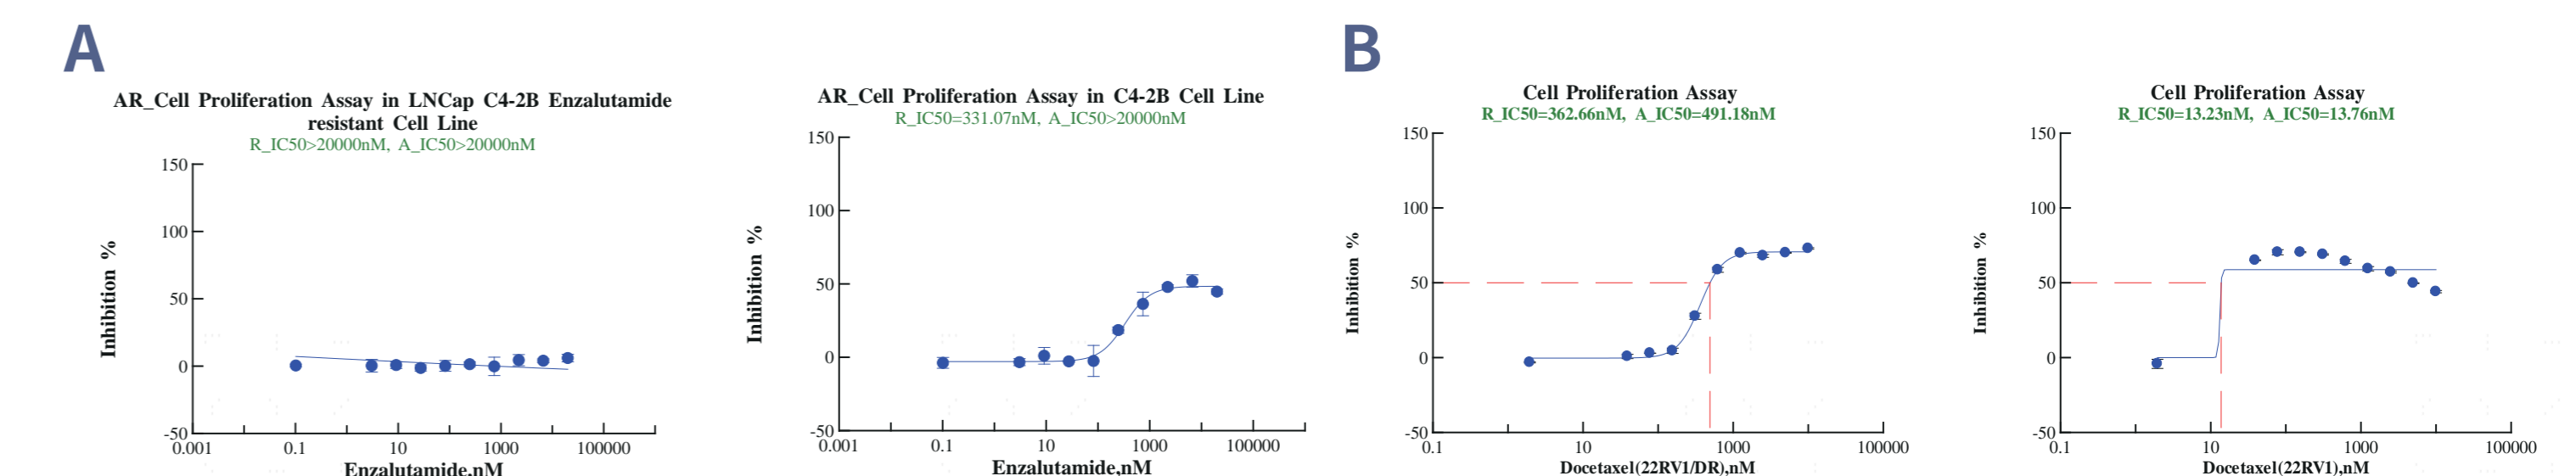 A
AR_Cell Proliferation Assay in LNCap C4-2B Enzalutamide
resistant Cell Line
R_IC50>20000nM, A_IC50>20000nM
150
100
50
0
-50
Inhibition %
0.001
0.1
10
1000
100000
Enzalutamide,nM
AR_Cell Proliferation Assay in C4-2B Cell Line
R_IC50=331.07nM, A_IC50>20000nM
150
100
50
0
-50
Inhibition %
0.001
0.1
10
1000
100000
Enzalutamide,nM
B
Cell Proliferation Assay
R_IC50=362.66nM, A_IC50=491.18nM
150
100
50
0
-50
Inhibition %
0.1
10
1000
100000
Docetaxel(22RV1/DR),nM
Cell Proliferation Assay
R_IC50=13.23nM, A_IC50=13.76nM
150
100
50
0
-50
Inhibition %
0.1
10
1000
100000
Docetaxel(22RV1),nM